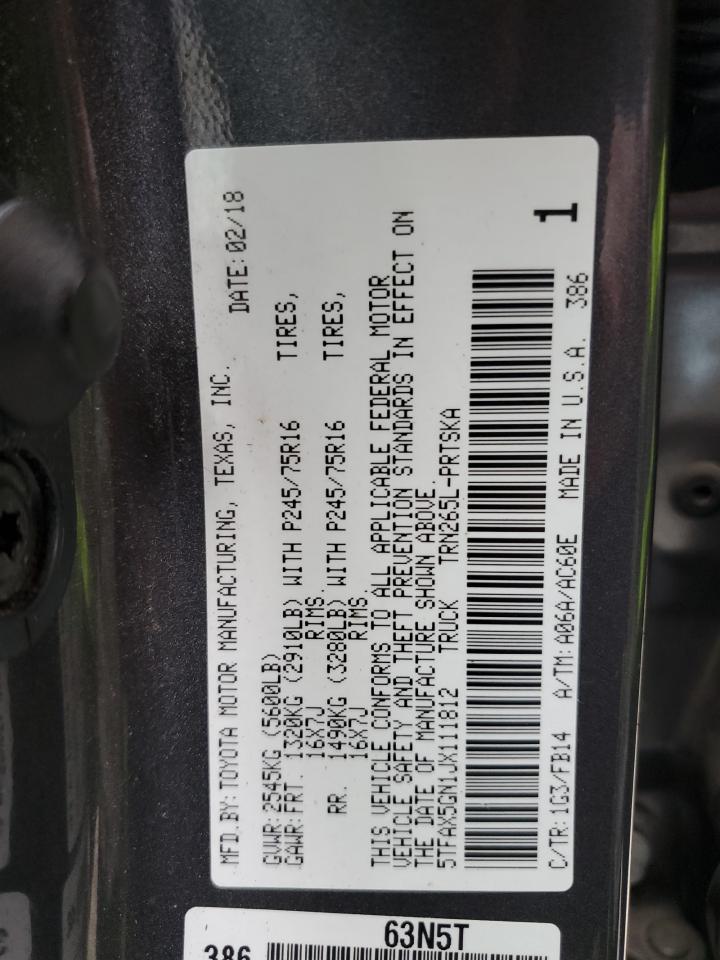 MFD.BY:TOYOTA MOTOR MANUFACTURING, TEXAS, INC.
DATE:02/18
GVWR:2545KG (5600LB)
GAWR:FRT. 1320KG (2910LB) WITH P245/75R16 TIRES,
16X7J RIMS.
RR. 1490KG (3280LB) WITH P245/75R16 TIRES,
16X7J RIMS.
THIS VEHICLE CONFORMS TO ALL APPLICABLE FEDERAL MOTOR
VEHICLE SAFETY AND THEFT PREVENTION STANDARDS IN EFFECT ON
THE DATE OF MANUFACTURE SHOWN ABOVE.
5TFAX5GN1JX111812 TRUCK TRN265L-PRTSKA
1
C/TR:1G3/FB14 A/TM:A06A/AC60E MADE IN U.S.A. 386
63N5T
386